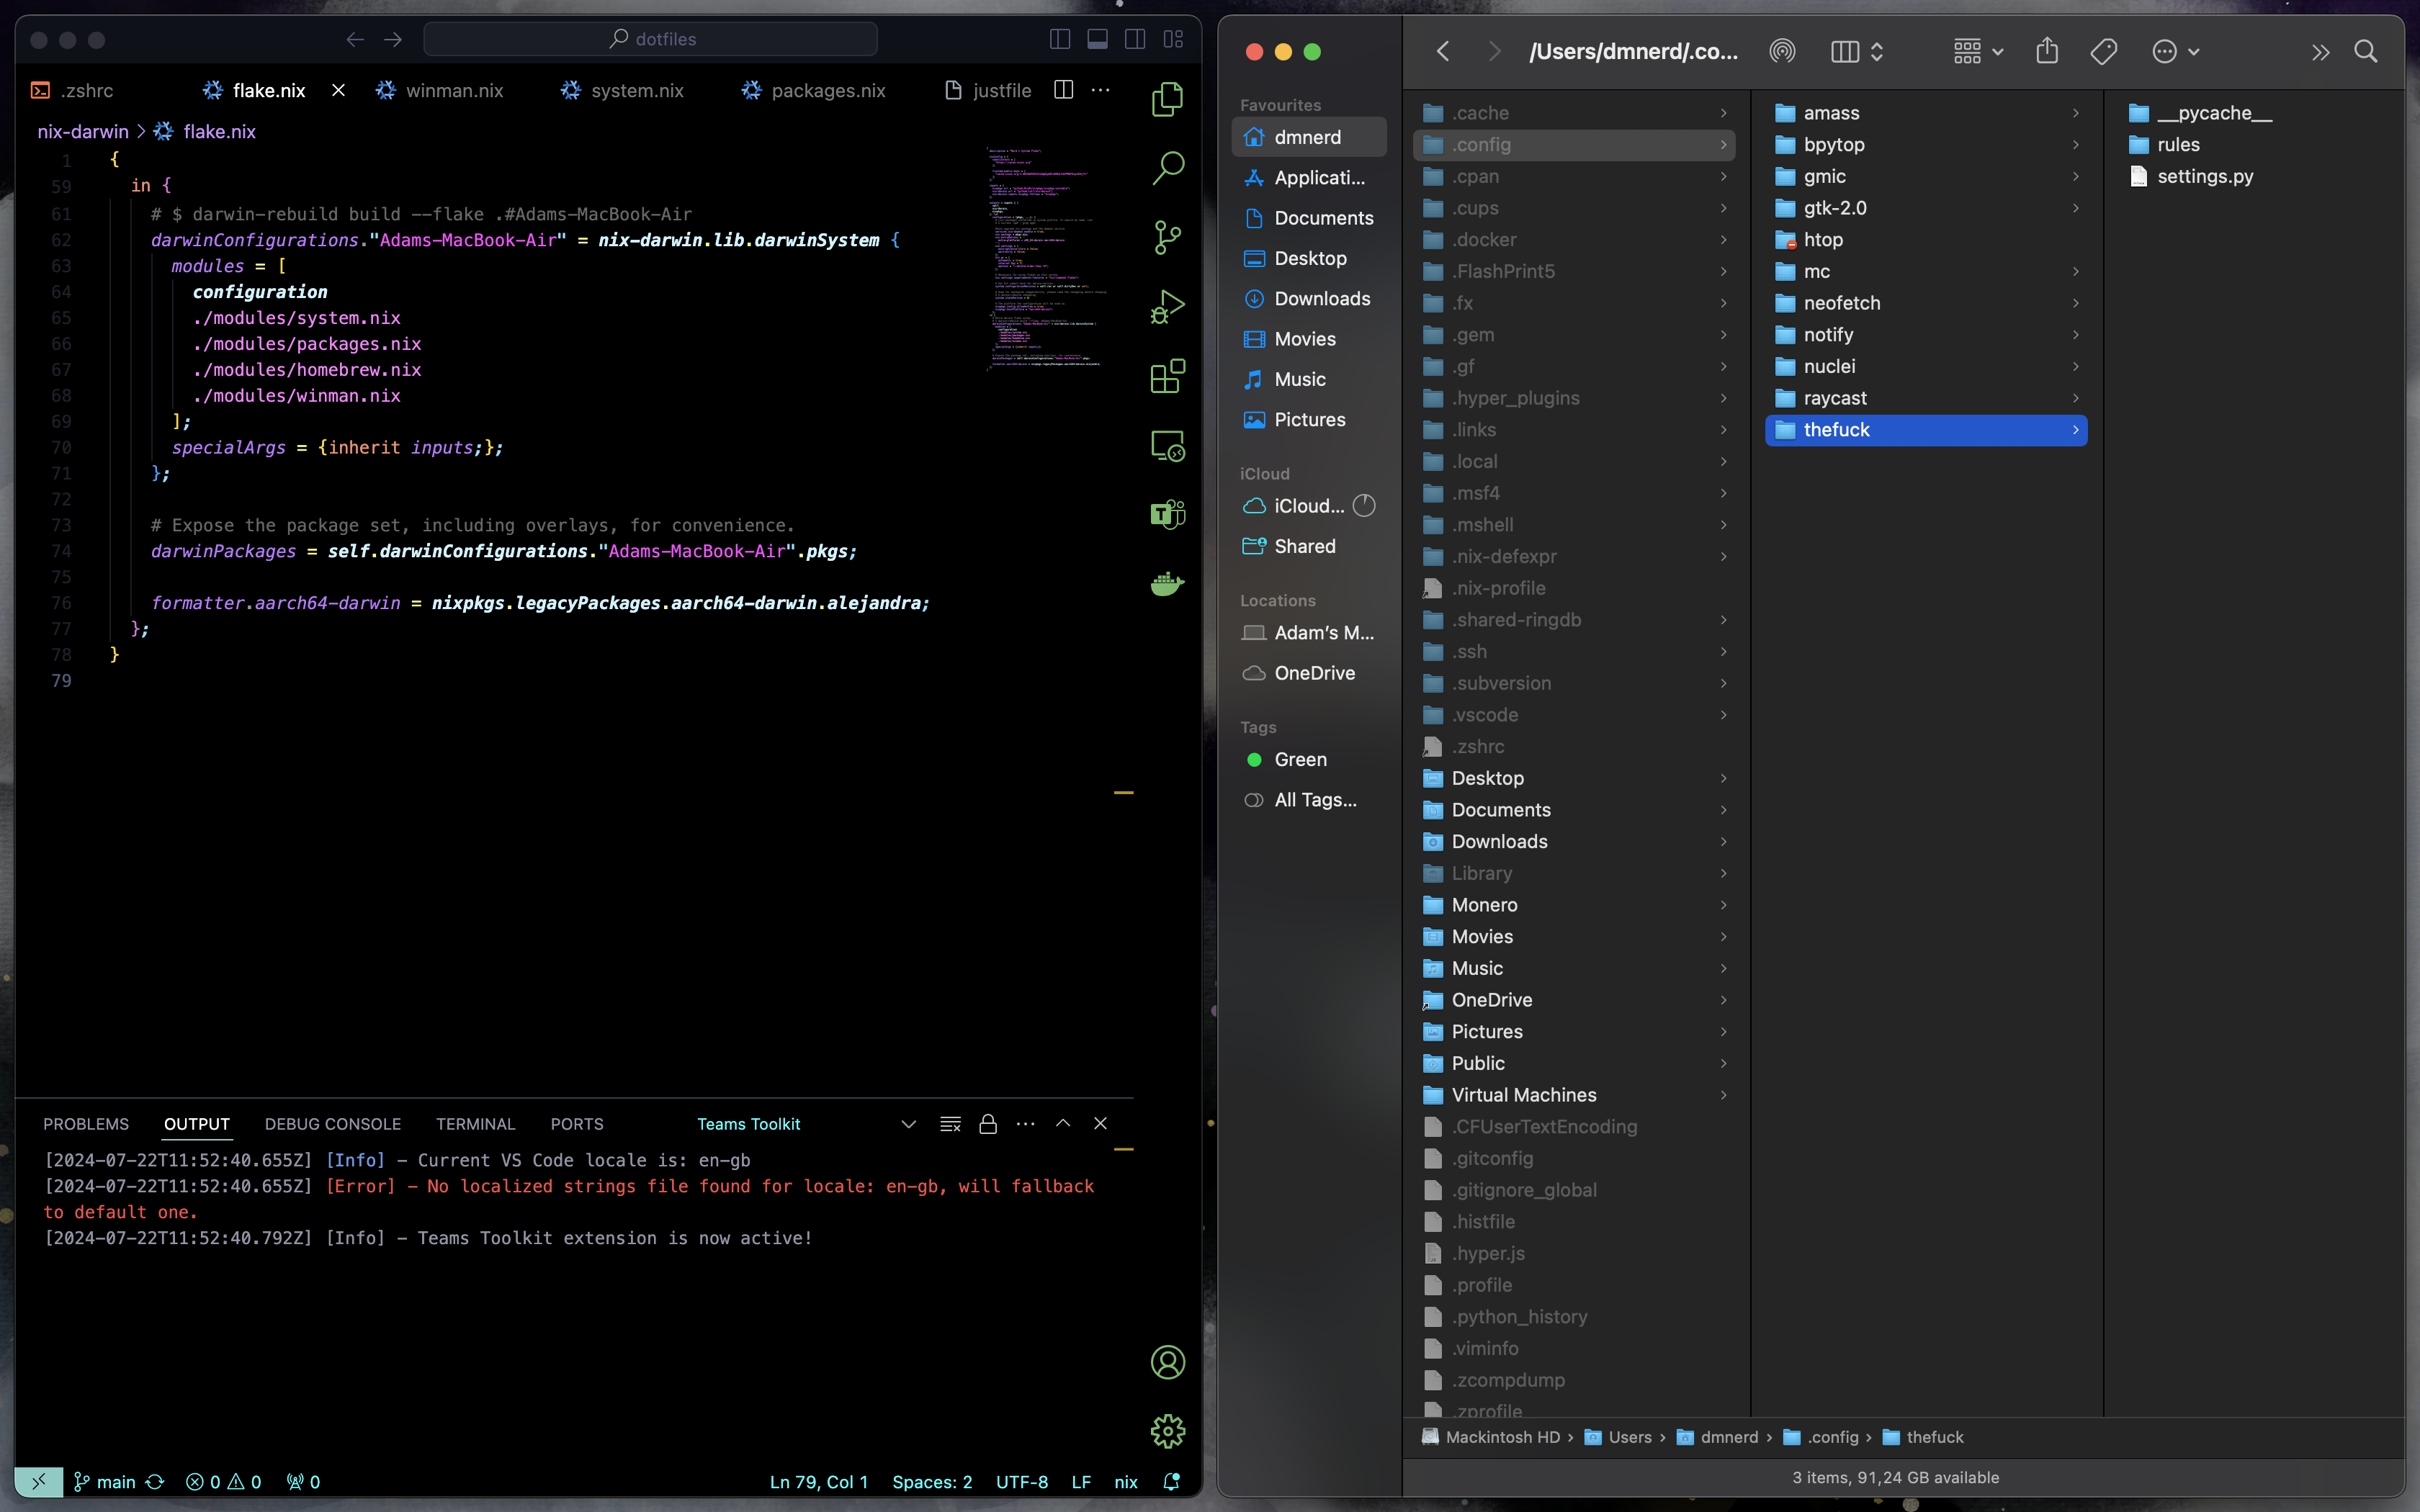 dotfiles
.zshrc
flake.nix
winman.nix
system.nix
packages.nix
justfile
nix-darwin > flake.nix
1 {
59 in {
61 # $ darwin-rebuild build --flake .#Adams-MacBook-Air
62 darwinConfigurations."Adams-MacBook-Air" = nix-darwin.lib.darwinSystem {
63 modules = [
64 configuration
65 ./modules/system.nix
66 ./modules/packages.nix
67 ./modules/homebrew.nix
68 ./modules/winman.nix
69 ];
70 specialArgs = {inherit inputs;};
71 };
72
73 # Expose the package set, including overlays, for convenience.
74 darwinPackages = self.darwinConfigurations."Adams-MacBook-Air".pkgs;
75
76 formatter.aarch64-darwin = nixpkgs.legacyPackages.aarch64-darwin.alejandra;
77 };
78 }
79
PROBLEMS OUTPUT DEBUG CONSOLE TERMINAL PORTS Teams Toolkit
[2024-07-22T11:52:40.655Z] [Info] - Current VS Code locale is: en-gb
[2024-07-22T11:52:40.655Z] [Error] - No localized strings file found for locale: en-gb, will fallback
to default one.
[2024-07-22T11:52:40.792Z] [Info] - Teams Toolkit extension is now active!
main 0 0 0 Ln 79, Col 1 Spaces: 2 UTF-8 LF nix
/Users/dmnerd/.co...
Favourites
dmnerd
Applicati...
Documents
Desktop
Downloads
Movies
Music
Pictures
iCloud
iCloud...
Shared
Locations
Adam's M...
OneDrive
Tags
Green
All Tags...
.cache
.config
.cpan
.cups
.docker
.FlashPrint5
.fx
.gem
.gf
.hyper_plugins
.links
.local
.msf4
.mshell
.nix-defexpr
.nix-profile
.shared-ringdb
.ssh
.subversion
.vscode
.zshrc
Desktop
Documents
Downloads
Library
Monero
Movies
Music
OneDrive
Pictures
Public
Virtual Machines
.CFUserTextEncoding
.gitconfig
.gitignore_global
.histfile
.hyper.js
.profile
.python_history
.viminfo
.zcompdump
.zprofile
amass
bpytop
gmic
gtk-2.0
htop
mc
neofetch
notify
nuclei
raycast
thefuck
__pycache__
rules
settings.py
Mackintosh HD › Users › dmnerd › .config › thefuck
3 items, 91,24 GB available